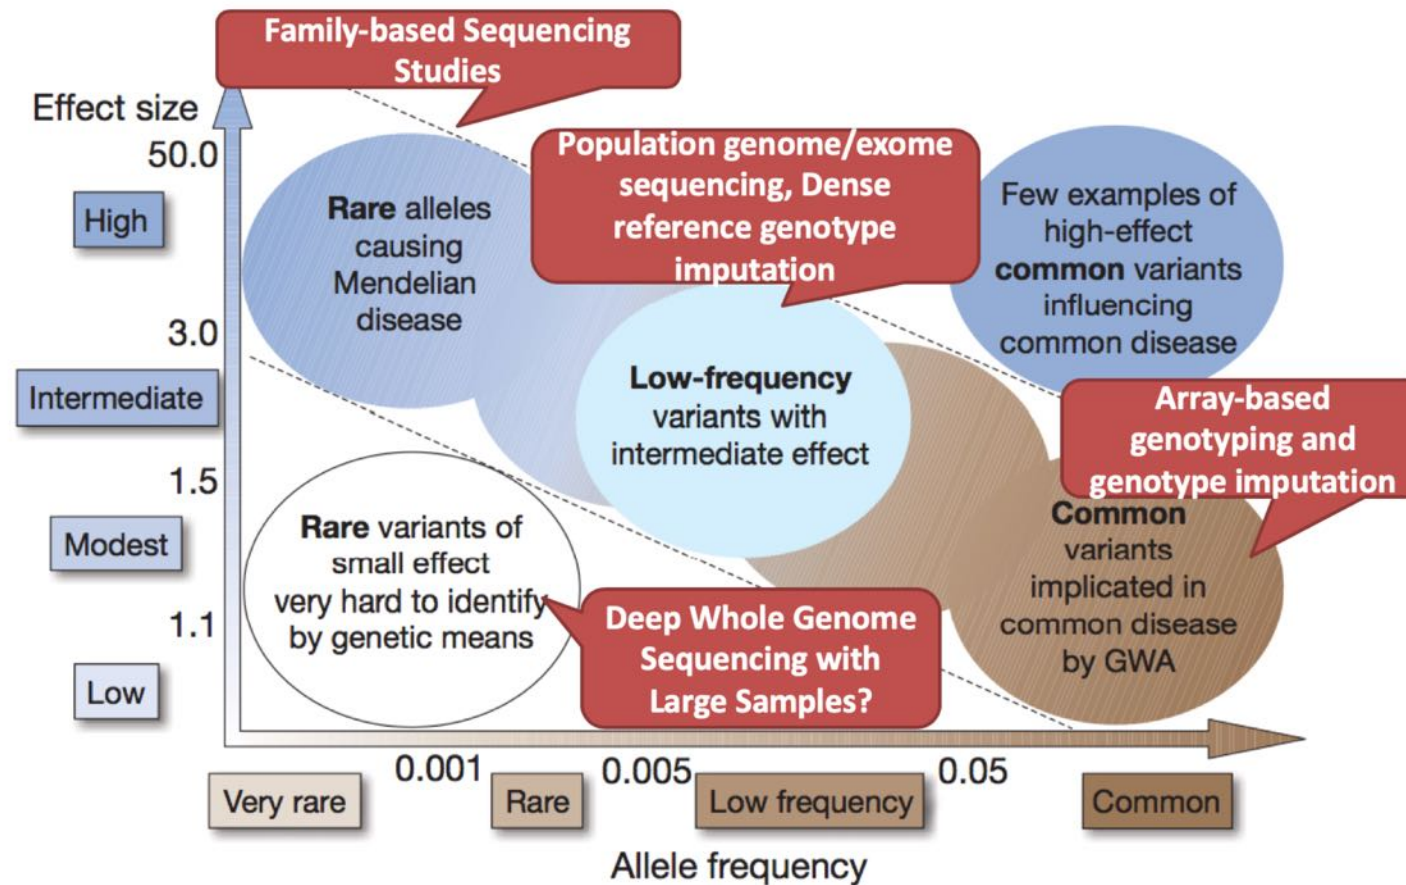 Family-based Sequencing
Studies
Effect size
50.0
High
3.0
Intermediate
1.5
Modest
1.1
Low
Rare alleles
causing
Mendelian
disease
Population genome/exome
sequencing, Dense
reference genotype
imputation
Few examples of
high-effect
common variants
influencing
common disease
Low-frequency
variants with
intermediate effect
Array-based
genotyping and
genotype imputation
Rare variants of
small effect
very hard to identify
by genetic means
Deep Whole Genome
Sequencing with
Large Samples?
Common
variants
implicated in
common disease
by GWA
0.001
0.005
0.05
Very rare
Rare
Low frequency
Common
Allele frequency